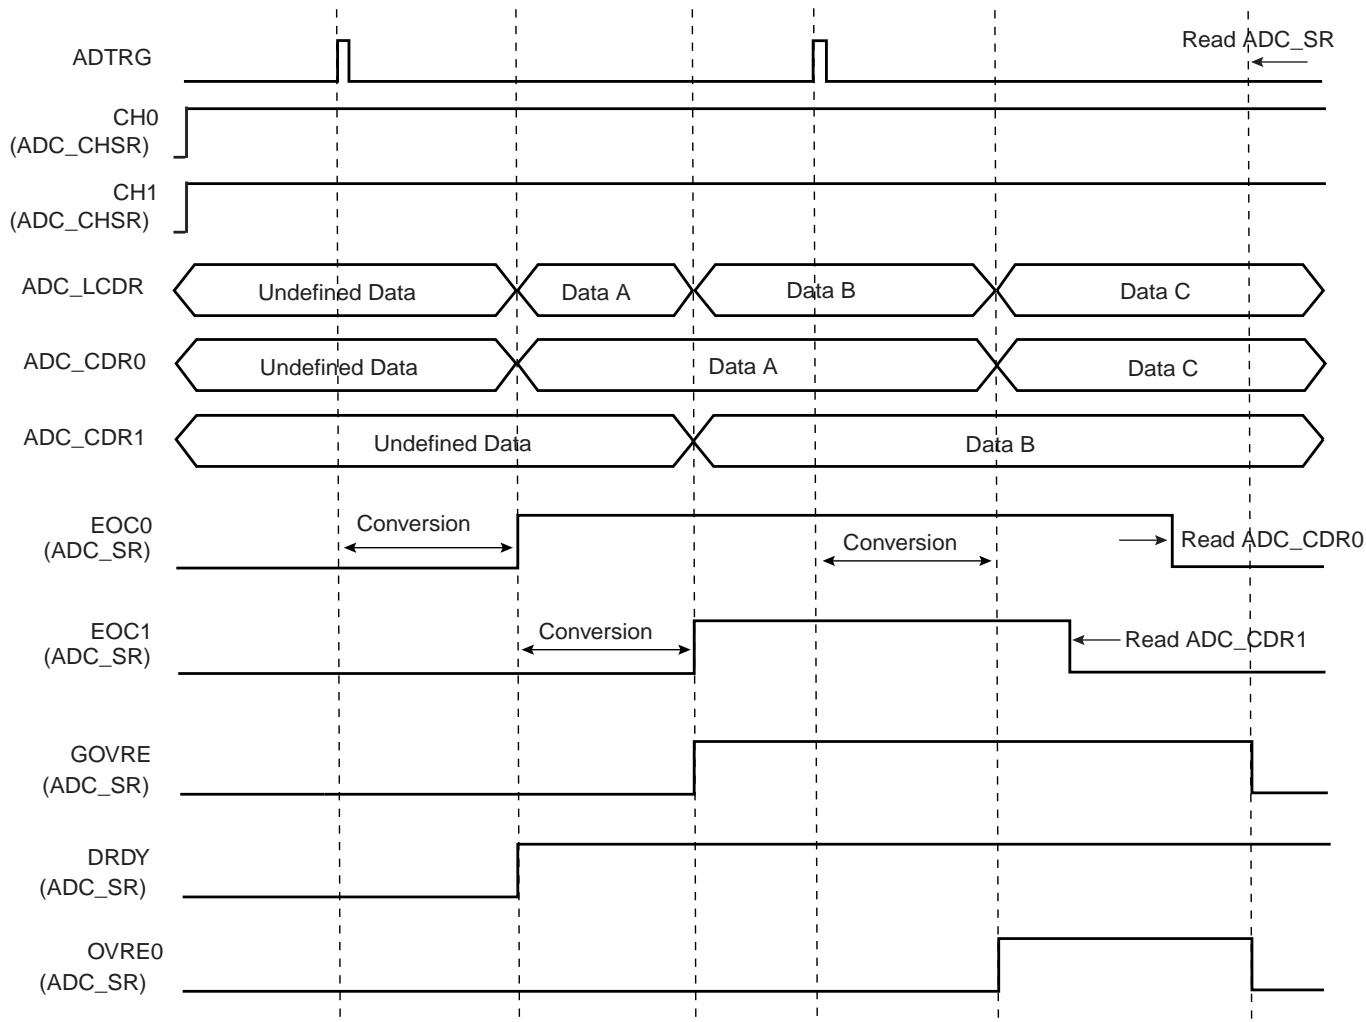 ADTRG
Read ADC_SR
CH0
(ADC_CHSR)
CH1
(ADC_CHSR)
ADC_LCDR
Undefined Data
Data A
Data B
Data C
ADC_CDR0
Undefined Data
Data A
Data C
ADC_CDR1
Undefined Data
Data B
EOC0
(ADC_SR)
Conversion
Conversion
Read ADC_CDR0
EOC1
(ADC_SR)
Conversion
Read ADC_CDR1
GOVRE
(ADC_SR)
DRDY
(ADC_SR)
OVRE0
(ADC_SR)